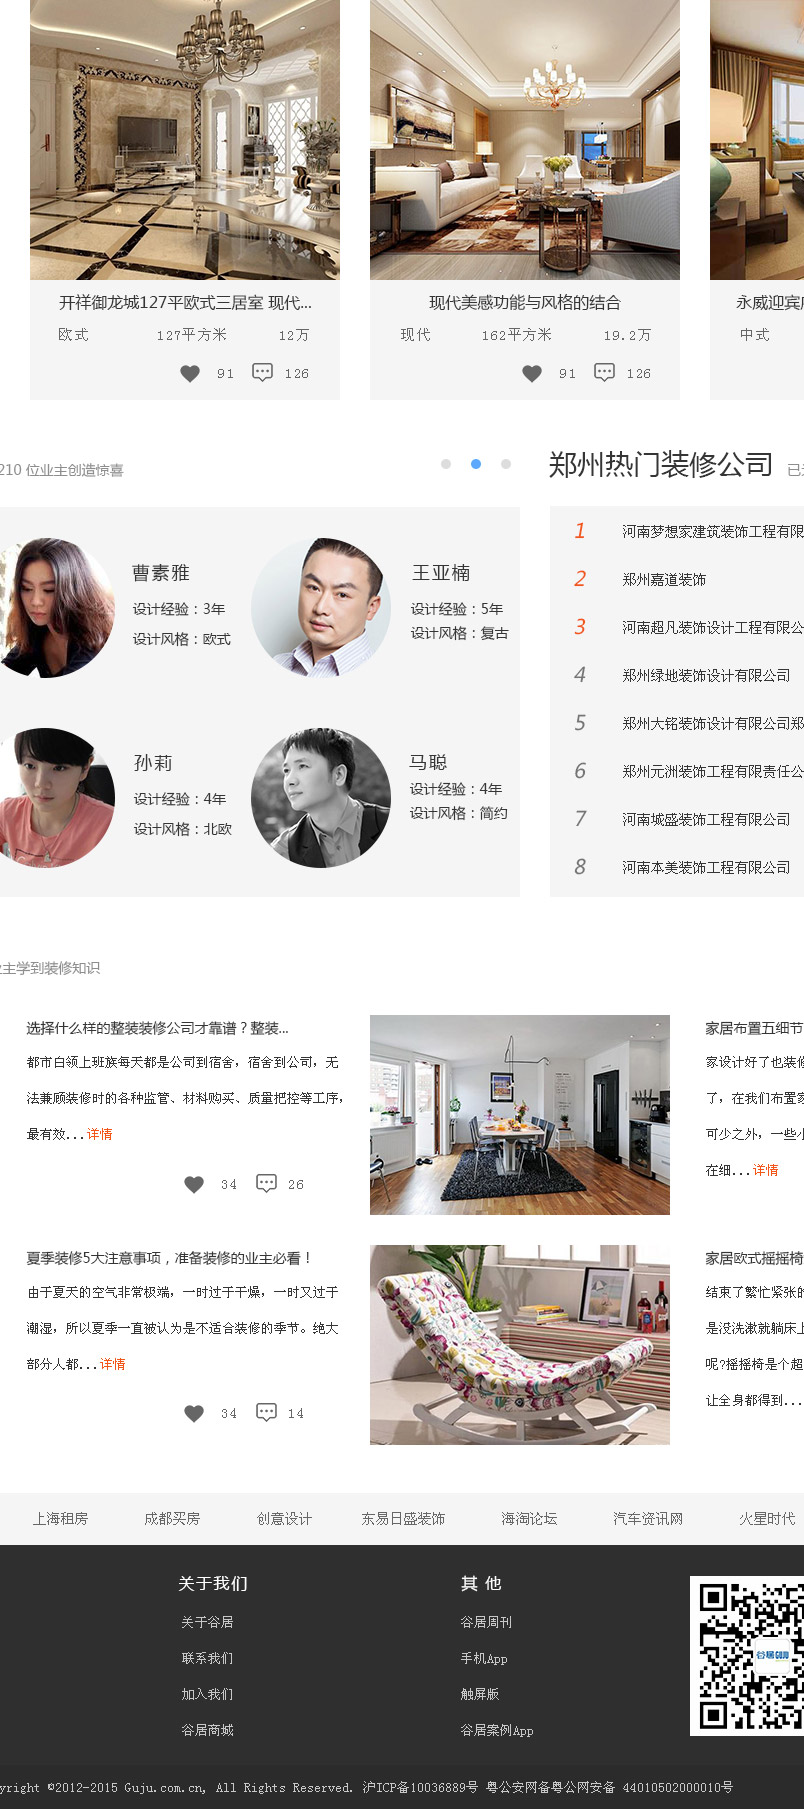 开祥御龙城127平欧式三居室 现代...
欧式 127平方米 12万
91 126
现代美感功能与风格的结合
现代 162平方米 19.2万
91 126
永威迎宾
中式
210 位业主创造惊喜
曹素雅
设计经验：3年
设计风格：欧式
王亚楠
设计经验：5年
设计风格：复古
孙莉
设计经验：4年
设计风格：北欧
马聪
设计经验：4年
设计风格：简约
郑州热门装修公司 已
1 河南梦想家建筑装饰工程有限
2 郑州嘉道装饰
3 河南超凡装饰设计工程有限公
4 郑州绿地装饰设计有限公司
5 郑州大铭装饰设计有限公司郑
6 郑州元洲装饰工程有限责任公
7 河南城盛装饰工程有限公司
8 河南本美装饰工程有限公司
业主学到装修知识
选择什么样的整装装修公司才靠谱？整装...
都市白领上班族每天都是公司到宿舍，宿舍到公司，无
法兼顾装修时的各种监管、材料购买、质量把控等工序，
最有效...详情
34 26
家居布置五细节
家设计好了也装修
了，在我们布置家
可少之外，一些小
在细...详情
夏季装修5大注意事项，准备装修的业主必看！
由于夏天的空气非常极端，一时过于干燥，一时又过于
潮湿，所以夏季一直被认为是不适合装修的季节。绝大
部分人都...详情
34 14
家居欧式摇摇椅
结束了繁忙紧张的
是没洗漱就躺床上
呢?摇摇椅是个超
让全身都得到...
上海租房 成都买房 创意设计 东易日盛装饰 海淘论坛 汽车资讯网 火星时代
关于我们
关于谷居
联系我们
加入我们
谷居商城
其 他
谷居周刊
手机App
触屏版
谷居案例App
谷居GUJU
yright ©2012-2015 Guju.com.cn, All Rights Reserved. 沪ICP备10036889号 粤公安网备粤公网安备 44010502000010号